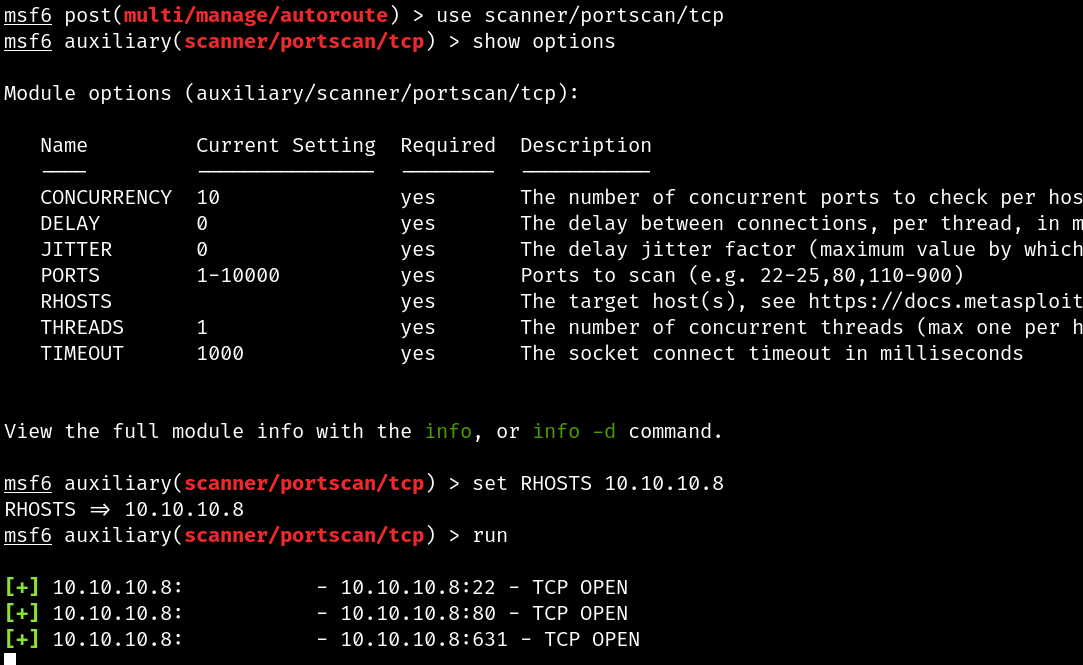 msf6 post(multi/manage/autoroute) > use scanner/portscan/tcp
msf6 auxiliary(scanner/portscan/tcp) > show options
Module options (auxiliary/scanner/portscan/tcp):
Name Current Setting Required Description
CONCURRENCY 10 yes The number of concurrent ports to check per hos
DELAY 0 yes The delay between connections, per thread, in m
JITTER 0 yes The delay jitter factor (maximum value by which
PORTS 1-10000 yes Ports to scan (e.g. 22-25,80,110-900)
RHOSTS yes The target host(s), see https://docs.metasploit
THREADS 1 yes The number of concurrent threads (max one per h
TIMEOUT 1000 yes The socket connect timeout in milliseconds
View the full module info with the info, or info -d command.
msf6 auxiliary(scanner/portscan/tcp) > set RHOSTS 10.10.10.8
RHOSTS => 10.10.10.8
msf6 auxiliary(scanner/portscan/tcp) > run
[+] 10.10.10.8: - 10.10.10.8:22 - TCP OPEN
[+] 10.10.10.8: - 10.10.10.8:80 - TCP OPEN
[+] 10.10.10.8: - 10.10.10.8:631 - TCP OPEN